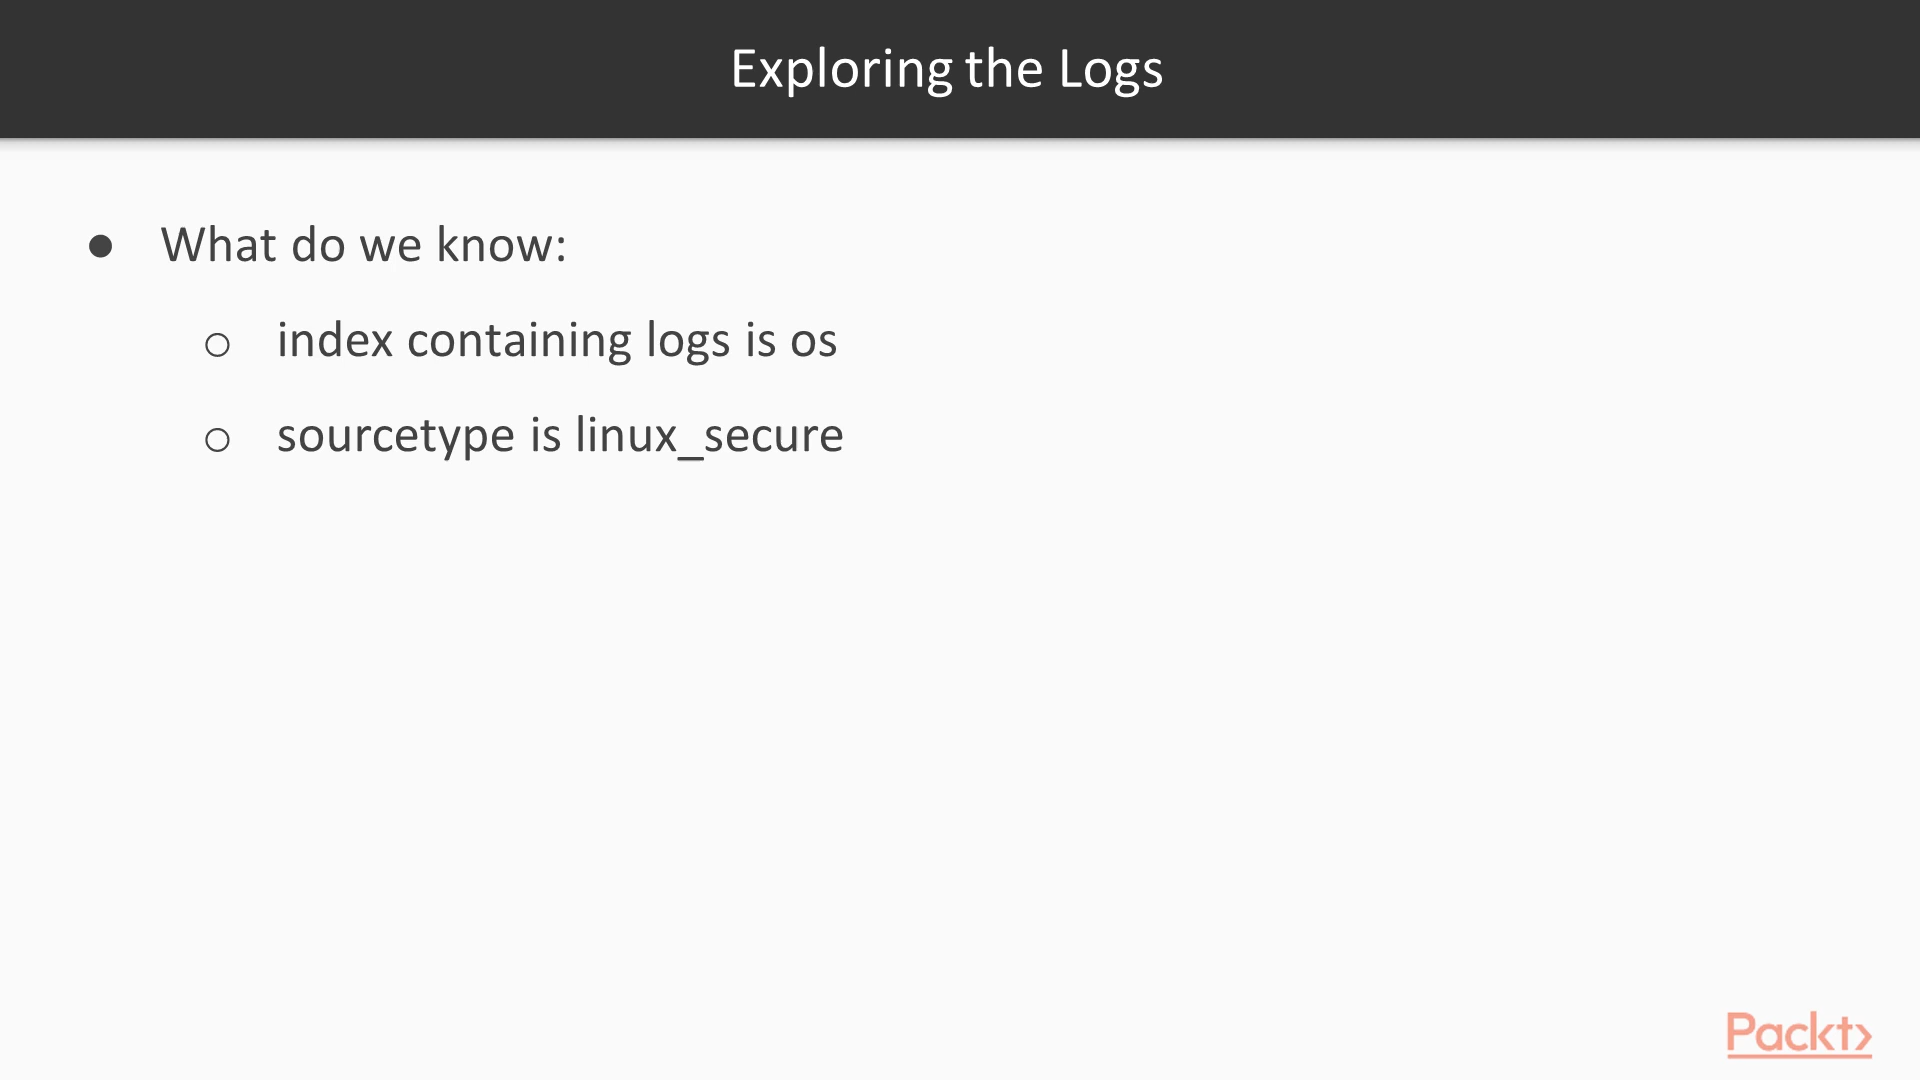 Exploring the Logs
● What do we know:
○ index containing logs is os
○ sourcetype is linux_secure
Packt>